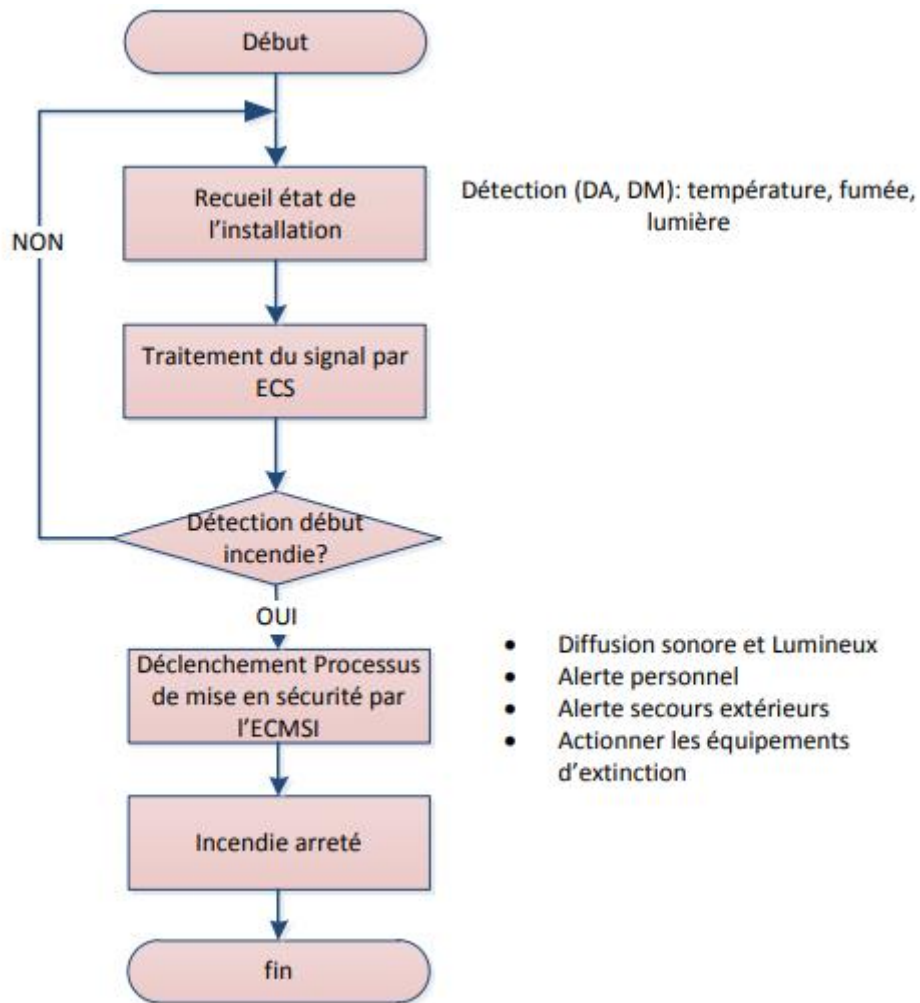 Début
Recueil état de
l’installation
Détection (DA, DM): température, fumée,
lumière
NON
Traitement du signal par
ECS
Détection début
incendie?
OUI
Déclenchement Processus
de mise en sécurité par
l’ECMSI
• Diffusion sonore et Lumineux
• Alerte personnel
• Alerte secours extérieurs
• Actionner les équipements
d’extinction
Incendie arreté
fin